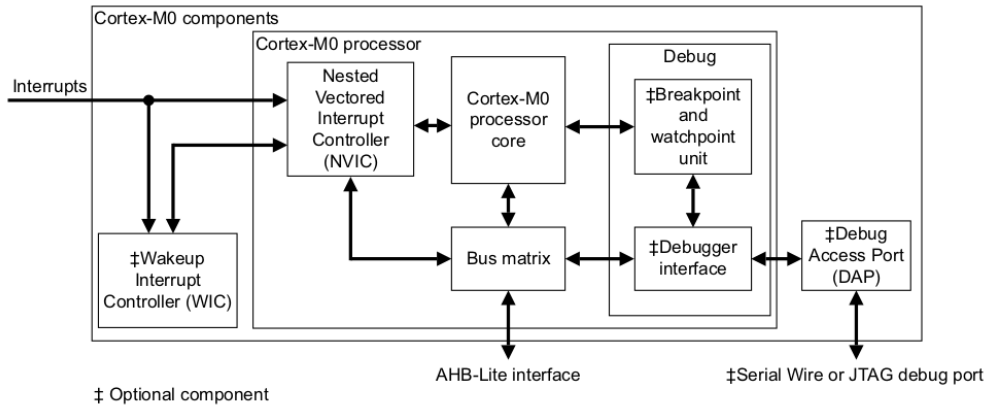 Cortex-M0 components
Cortex-M0 processor
Debug
Interrupts
Nested
Vectored
Interrupt
Controller
(NVIC)
Cortex-M0
processor
core
‡Breakpoint
and
watchpoint
unit
‡Wakeup
Interrupt
Controller (WIC)
Bus matrix
‡Debugger
interface
‡Debug
Access Port
(DAP)
AHB-Lite interface
‡Serial Wire or JTAG debug port
‡ Optional component